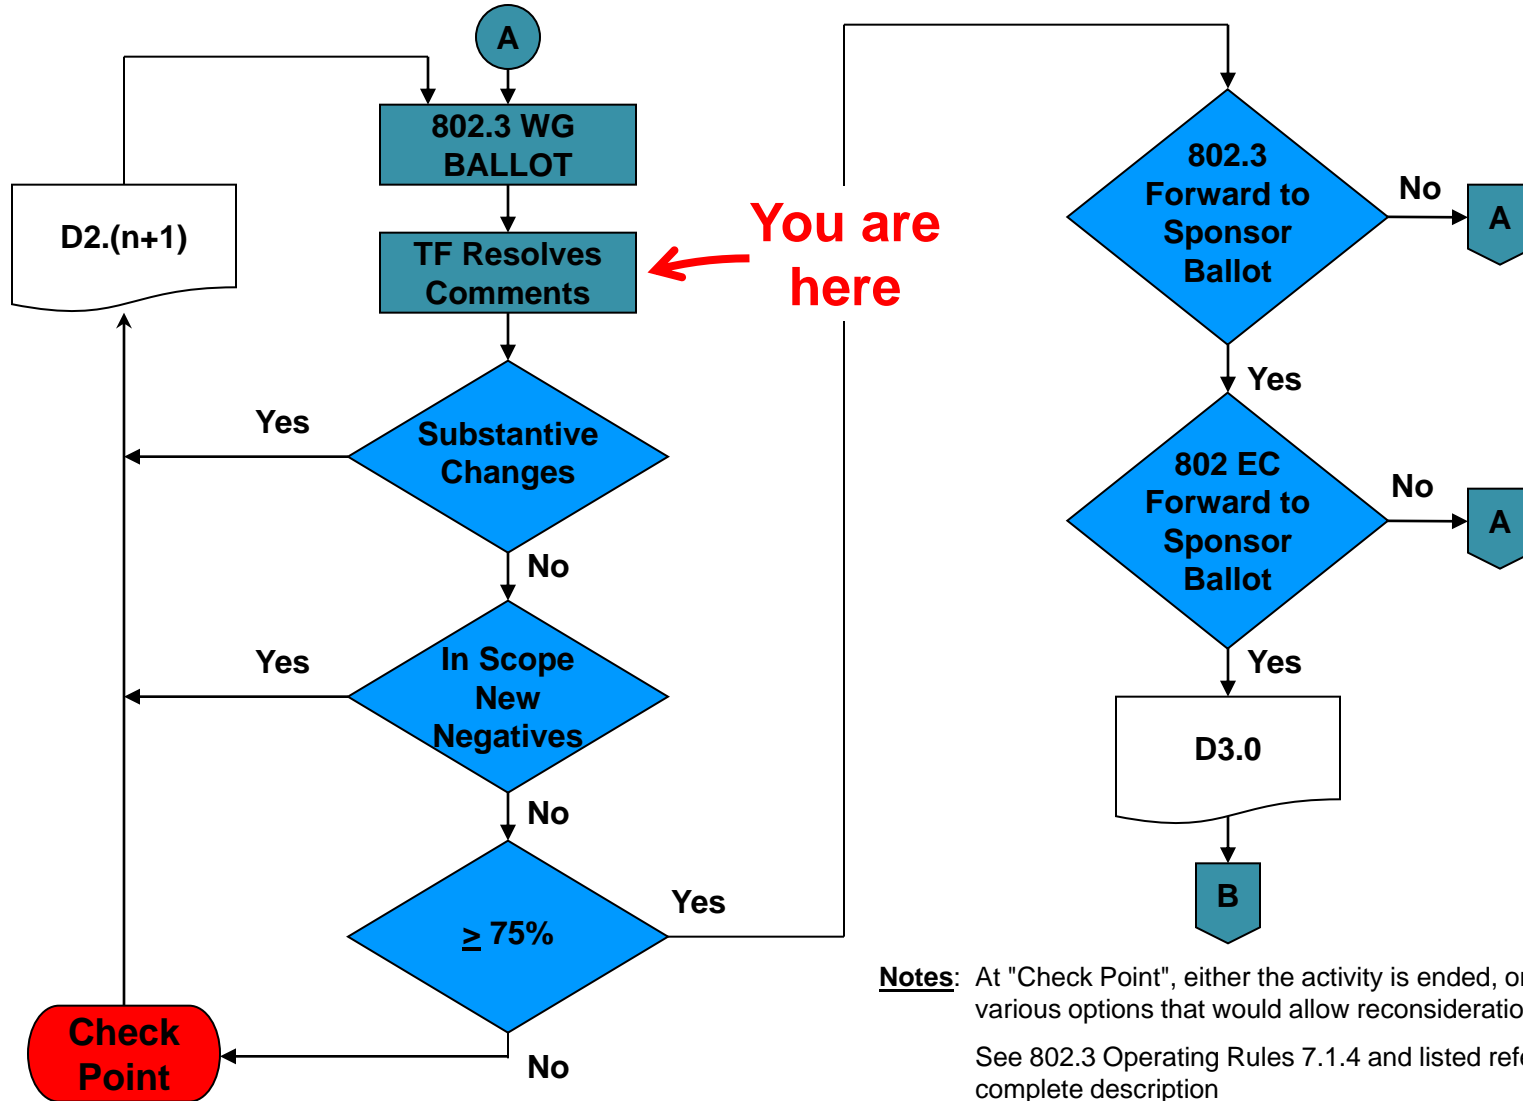 A
802.3 WG
BALLOT
D2.(n+1)
TF Resolves
Comments
You are
here
Yes
Substantive
Changes
No
Yes
In Scope
New
Negatives
No
≥ 75%
Yes
No
Check
Point
802.3
Forward to
Sponsor
Ballot
No
A
Yes
802 EC
Forward to
Sponsor
Ballot
No
A
Yes
D3.0
B
Notes: At "Check Point", either the activity is ended, or
various options that would allow
See 802.3 Operating Rules 7.1.4 and listed
complete description